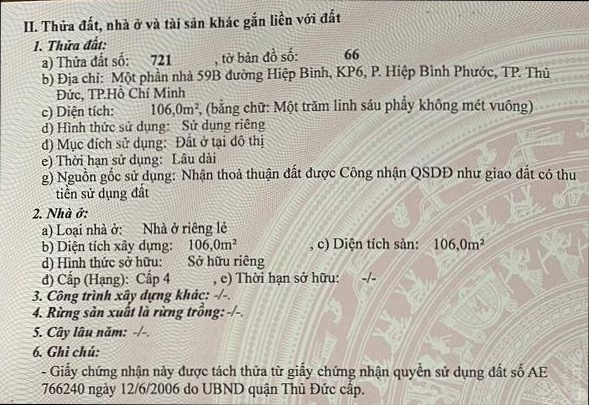 II. Thửa đất, nhà ở và tài sản khác gắn liền với đất
1. Thửa đất:
a) Thửa đất số: 721 , tờ bản đồ số: 66
b) Địa chỉ: Một phần nhà 59B đường Hiệp Bình, KP6, P. Hiệp Bình Phước, TP. Thủ
Đức, TP.Hồ Chí Minh
c) Diện tích: 106,0m², (bằng chữ: Một trăm linh sáu phẩy không mét vuông)
d) Hình thức sử dụng: Sử dụng riêng
đ) Mục đích sử dụng: Đất ở tại đô thị
e) Thời hạn sử dụng: Lâu dài
g) Nguồn gốc sử dụng: Nhận thoả thuận đất được Công nhận QSDĐ như giao đất có thu
tiền sử dụng đất
2. Nhà ở:
a) Loại nhà ở: Nhà ở riêng lẻ
b) Diện tích xây dựng: 106,0m² , c) Diện tích sàn: 106,0m²
d) Hình thức sở hữu: Sở hữu riêng
đ) Cấp (Hạng): Cấp 4 , e) Thời hạn sở hữu: -/-
3. Công trình xây dựng khác: -/-.
4. Rừng sản xuất là rừng trồng: -/-.
5. Cây lâu năm: -/-.
6. Ghi chú:
- Giấy chứng nhận này được tách thửa từ giấy chứng nhận quyền sử dụng đất số AE
766240 ngày 12/6/2006 do UBND quận Thủ Đức cấp.